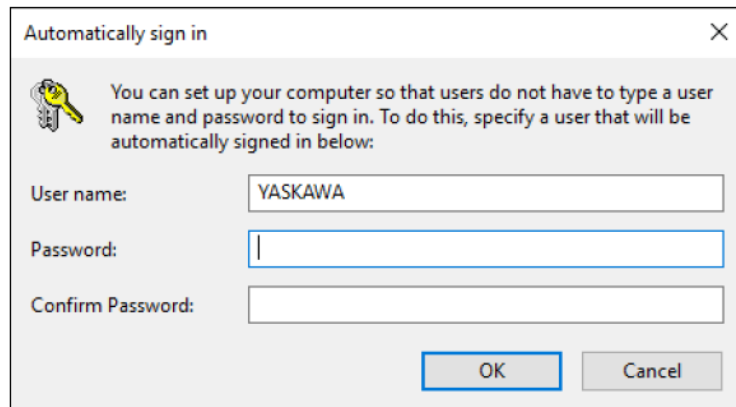 Automatically sign in
You can set up your computer so that users do not have to type a user
name and password to sign in. To do this, specify a user that will be
automatically signed in below:
User name: YASKAWA
Password:
Confirm Password:
OK Cancel